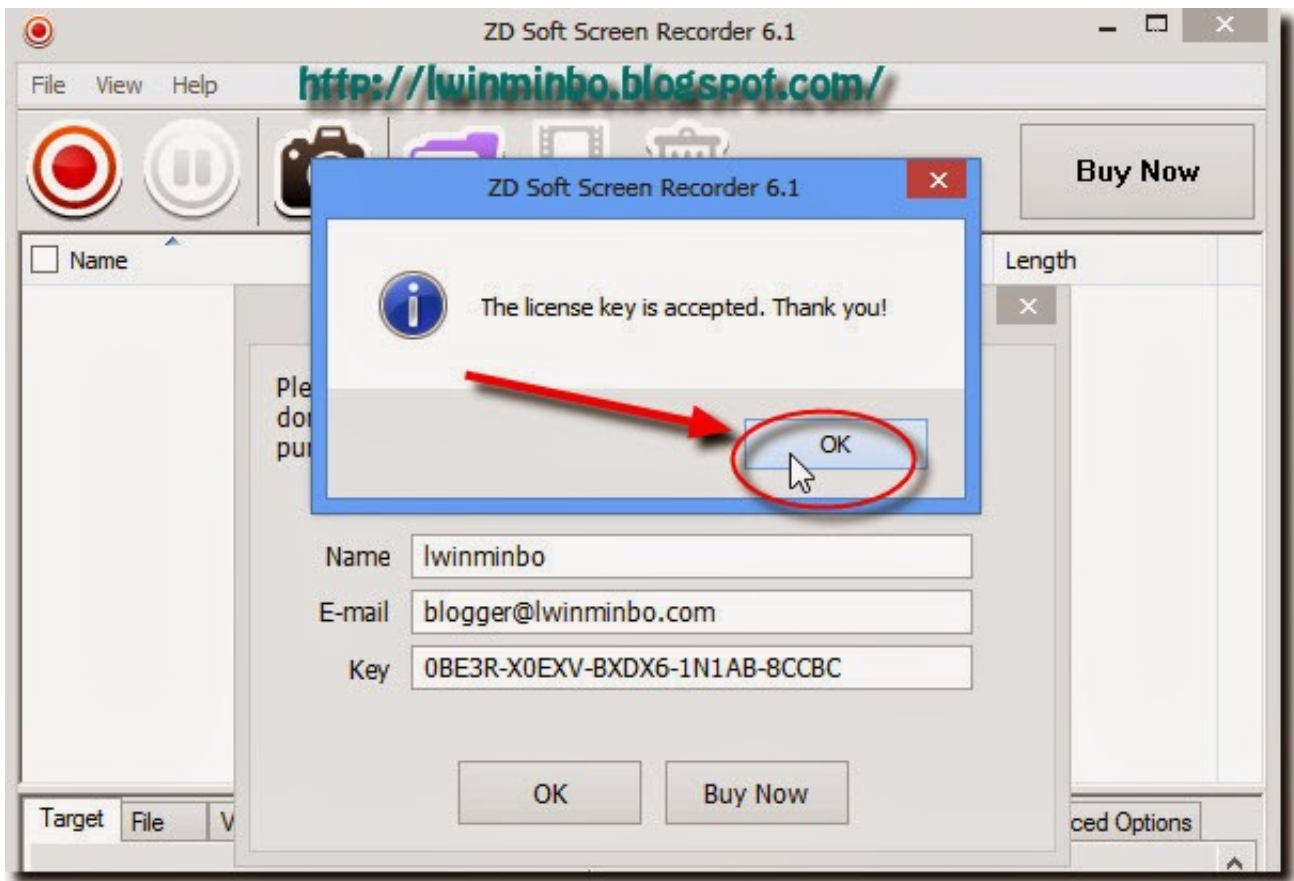 ZD Soft Screen Recorder 6.1
File View Help
http://lwinminbo.blogspot.com/
Buy Now
ZD Soft Screen Recorder 6.1
Name
Length
The license key is accepted. Thank you!
OK
Name lwinminbo
E-mail blogger@lwinminbo.com
Key 0BE3R-X0EXV-BXDX6-1N1AB-8CCBC
OK Buy Now
Target File Options